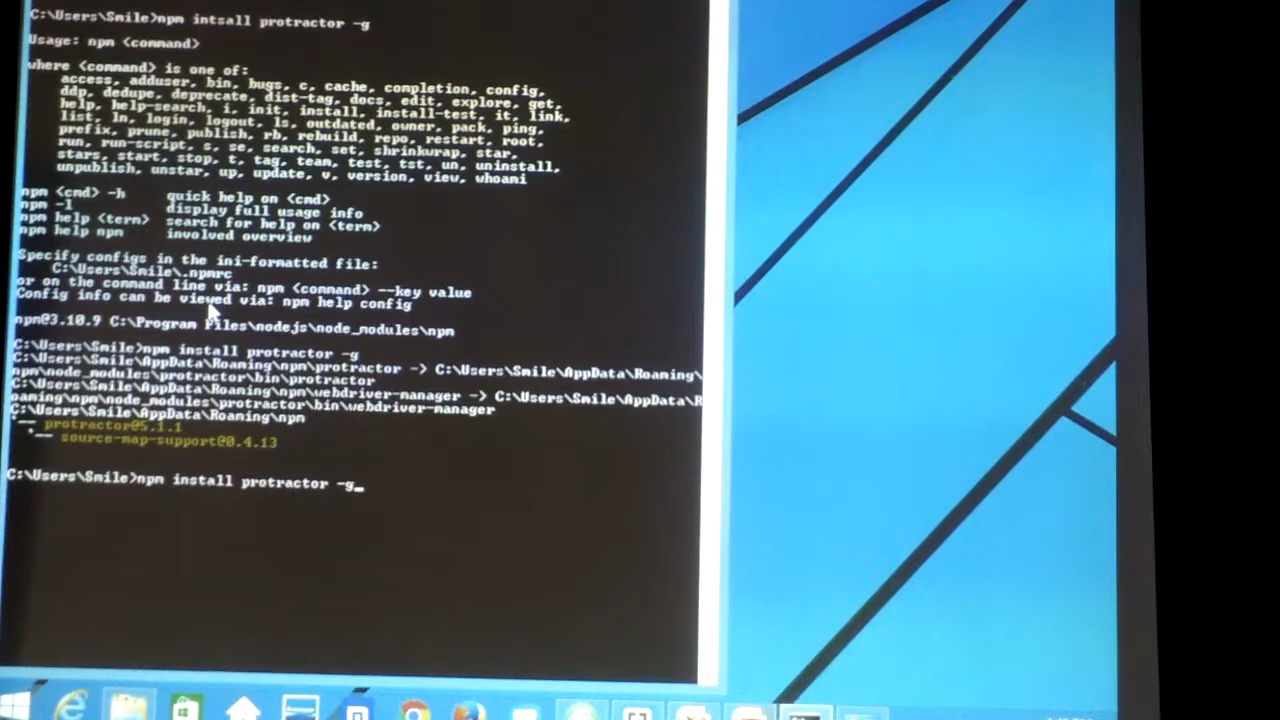 C:\Users\Smile>npm intsall protractor -g
Usage: npm <command>
where <command> is one of:
access, adduser, bin, bugs, c, cache, completion, config,
ddp, dedupe, deprecate, dist-tag, docs, edit, explore, get,
help, help-search, i, init, install, install-test, it, link,
list, ln, login, logout, ls, outdated, owner, pack, ping,
prefix, prune, publish, rb, rebuild, repo, restart, root,
run, run-script, s, se, search, set, shrinkwrap, star,
stars, start, stop, t, tag, team, test, tst, un, uninstall,
unpublish, unstar, up, update, v, version, view, whoami
npm <cmd> -h quick help on <cmd>
npm -l display full usage info
npm help <term> search for help on <term>
npm help npm involved overview
Specify configs in the ini-formatted file:
C:\Users\Smile\.npmrc
or on the command line via: npm <command> --key value
Config info can be viewed via: npm help config
npm@3.10.9 C:\Program Files\nodejs\node_modules\npm
C:\Users\Smile>npm install protractor -g
C:\Users\Smile\AppData\Roaming\npm\protractor -> C:\Users\Smile\AppData\Roaming\
npm\node_modules\protractor\bin\protractor
C:\Users\Smile\AppData\Roaming\npm\webdriver-manager -> C:\Users\Smile\AppData\R
oaming\npm\node_modules\protractor\bin\webdriver-manager
C:\Users\Smile\AppData\Roaming\npm
`-- protractor@5.1.1
`-- source-map-support@0.4.13
C:\Users\Smile>npm install protractor -g_